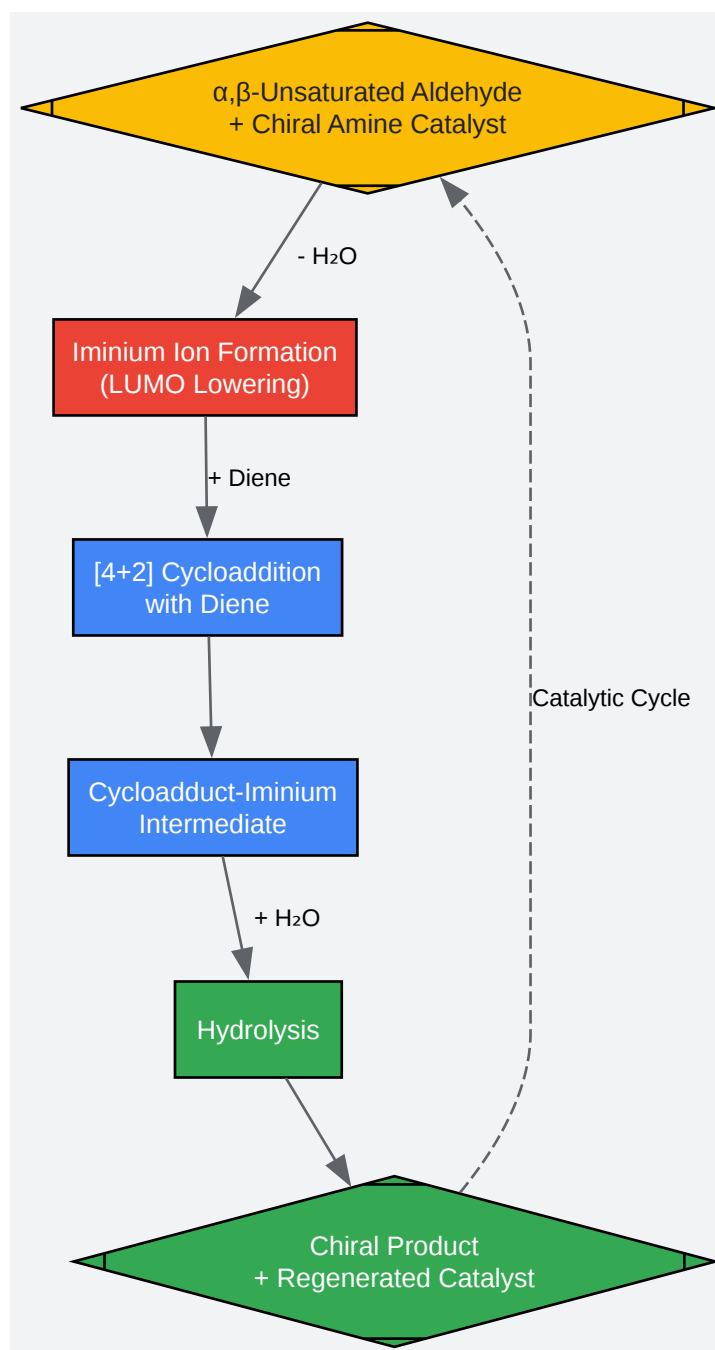 α,β-Unsaturated Aldehyde
+ Chiral Amine Catalyst
- H₂O
Iminium Ion Formation
(LUMO Lowering)
+ Diene
[4+2] Cycloaddition
with Diene
Catalytic Cycle
Cycloadduct-Iminium
Intermediate
+ H₂O
Hydrolysis
Chiral Product
+ Regenerated Catalyst